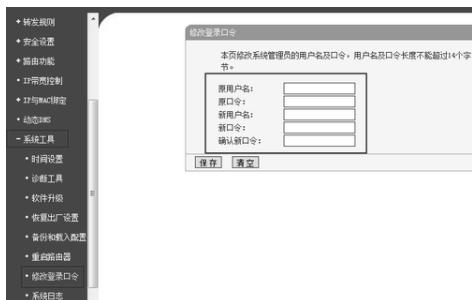 + 转发规则
+ 安全设置
+ 路由功能
• IP带宽控制
+ IP与MAC绑定
• 动态DNS
- 系统工具
• 时间设置
• 诊断工具
• 软件升级
• 恢复出厂设置
• 备份和载入配置
• 重启路由器
• 修改登录口令
• 系统日志
修改登录口令
本页修改系统管理员的用户名及口令，用户名及口令长度不能超过14个字
节。
原用户名：
原口令：
新用户名：
新口令：
确认新口令：
保存 清空